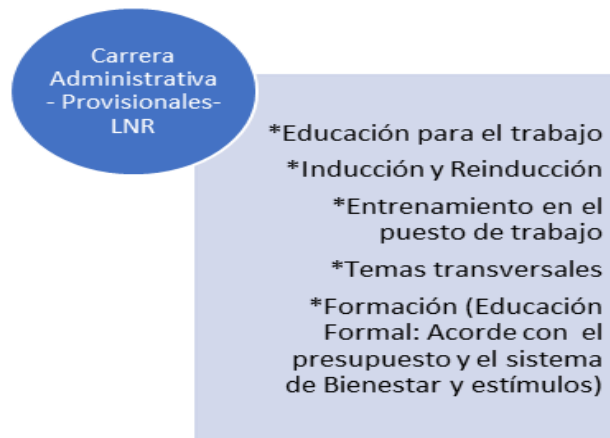 Carrera
Administrativa
- Provisionales-
LNR
*Educación para el trabajo
*Inducción y Reinducción
*Entrenamiento en el
puesto de trabajo
*Temas transversales
*Formación (Educación
Formal: Acorde con el
presupuesto y el sistema
de Bienestar y estímulos)